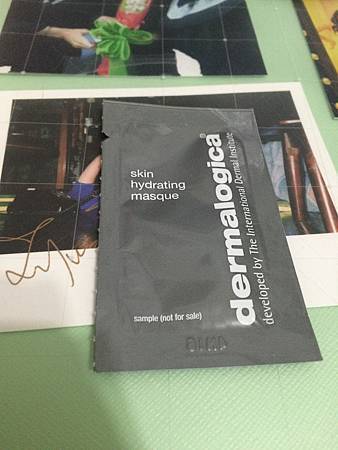 skin
hydrating
masque
sample (not for sale)
dermalogica®
developed by The International Dermal Institute